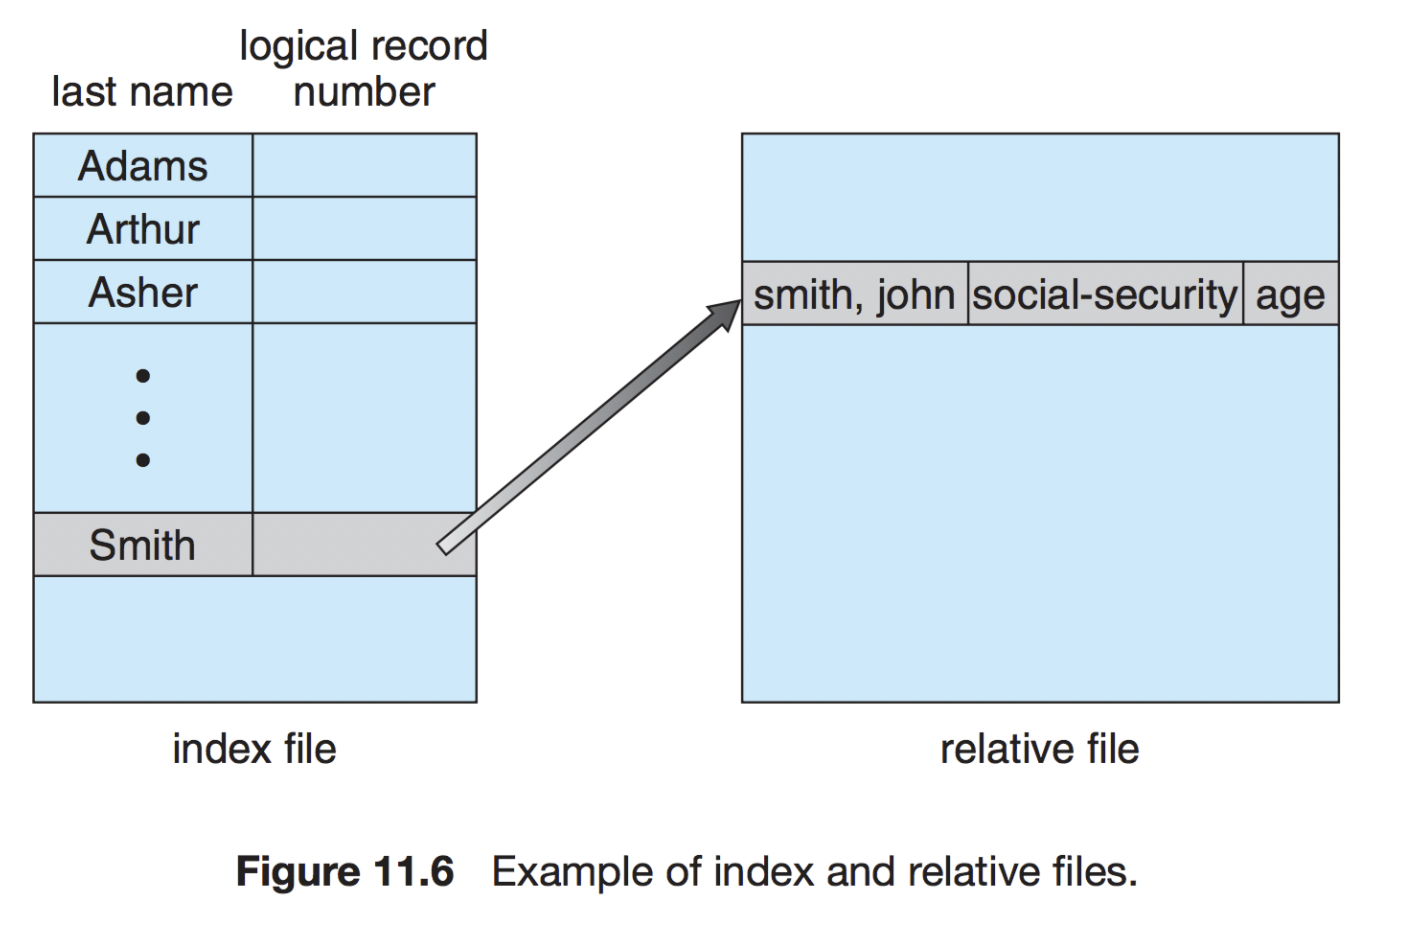 logical record
last name number
Adams
Arthur
Asher
Smith
smith, john social-security age
index file
relative file
Figure 11.6 Example of index and relative files.